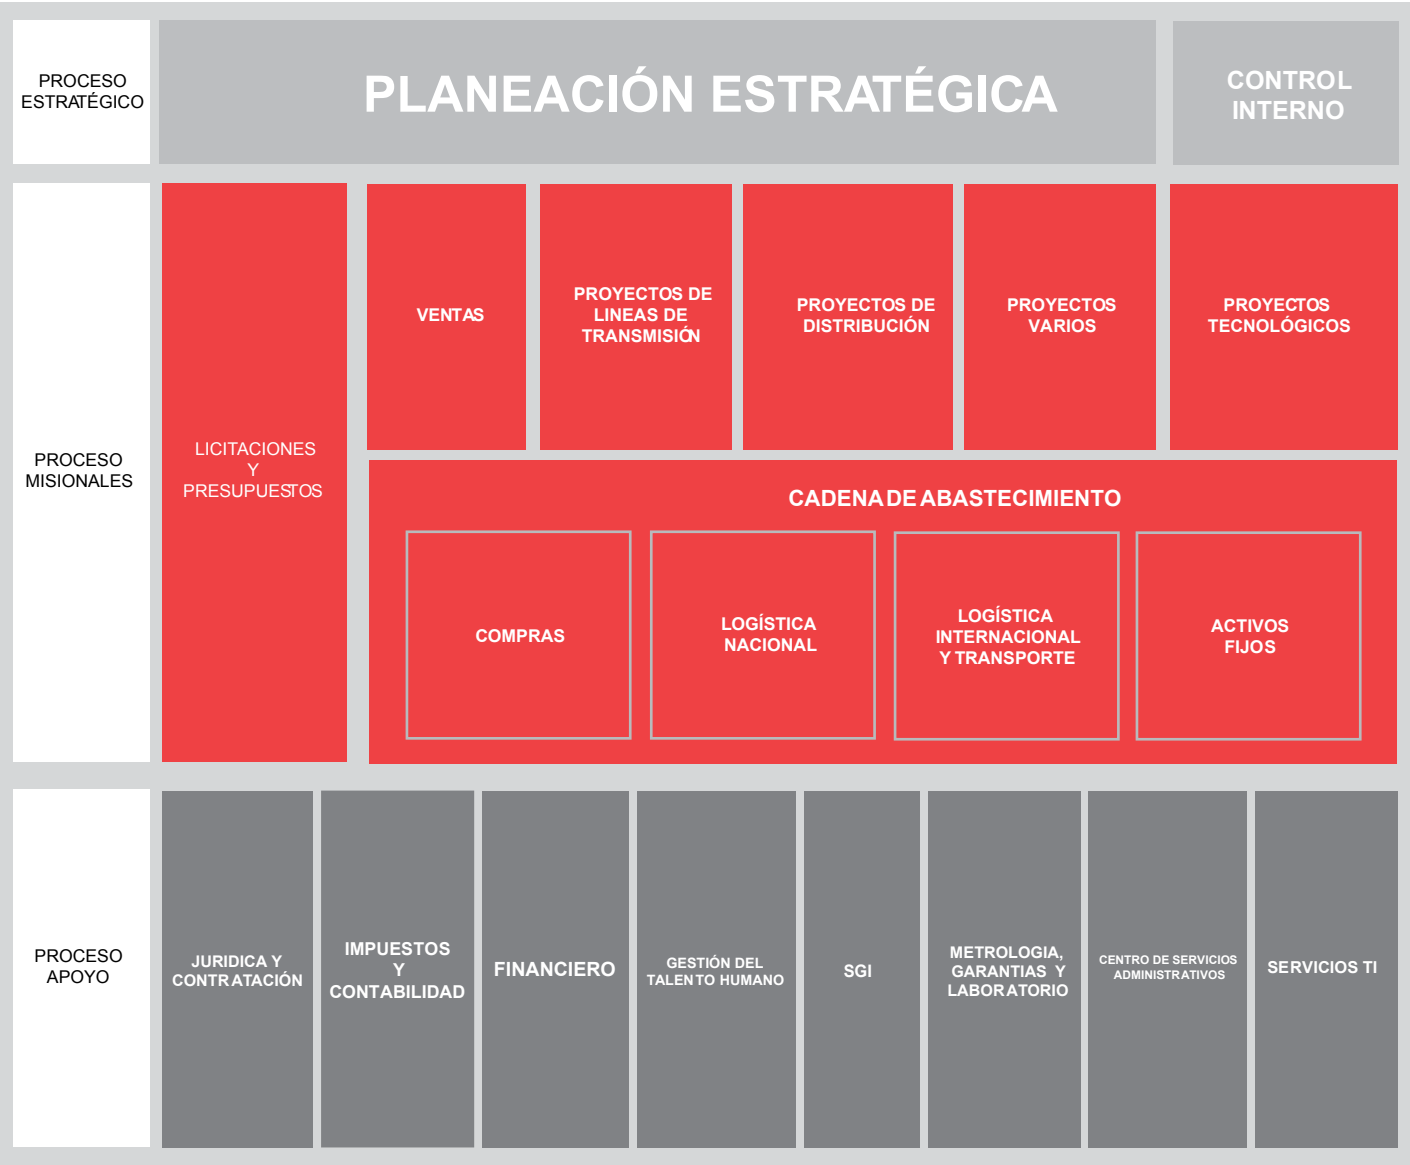 PROCESO
ESTRATÉGICO
PLANEACIÓN ESTRATÉGICA
CONTROL
INTERNO
PROCESO
MISIONALES
LICITACIONES
Y
PRESUPUESTOS
VENTAS
PROYECTOS DE
LINEAS DE
TRANSMISIÓN
PROYECTOS DE
DISTRIBUCIÓN
PROYECTOS
VARIOS
PROYECTOS
TECNOLÓGICOS
CADENA DE ABASTECIMIENTO
COMPRAS
LOGÍSTICA
NACIONAL
LOGÍSTICA
INTERNACIONAL
Y TRANSPORTE
ACTIVOS
FIJOS
PROCESO
APOYO
JURIDICA Y
CONTRATACIÓN
IMPUESTOS
Y
CONTABILIDAD
FINANCIERO
GESTIÓN DEL
TALENTO HUMANO
SGI
METROLOGIA,
GARANTIAS Y
LABORATORIO
CENTRO DE SERVICIOS
ADMINISTRATIVOS
SERVICIOS TI